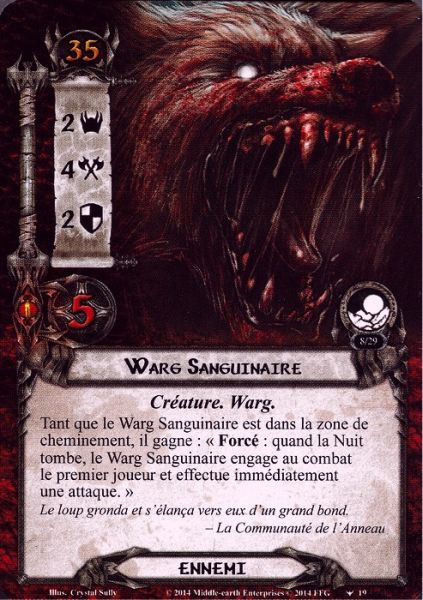 35
2
4
2
5
8/29
Warg Sanguinaire
Créature. Warg.
Tant que le Warg Sanguinaire est dans la zone de
cheminement, il gagne : « Forcé : quand la Nuit
tombe, le Warg Sanguinaire engage au combat
le premier joueur et effectue immédiatement
une attaque. »
Le loup gronda et s'élança vers eux d'un grand bond.
– La Communauté de l'Anneau
ENNEMI
Illus. Crystal Sully © 2014 Middle-earth Enterprises © 2014 FFG 19